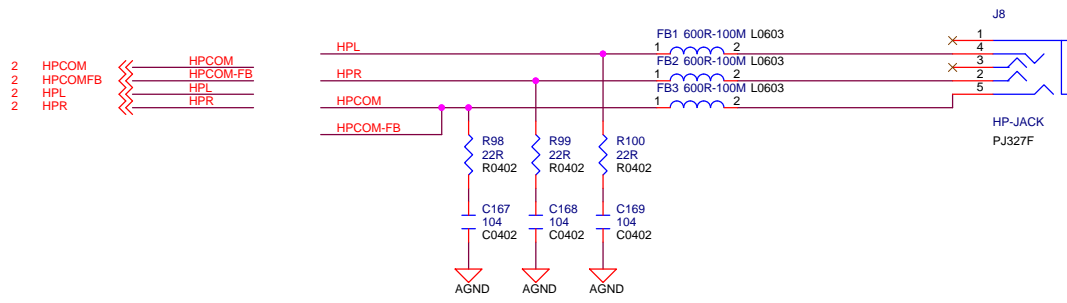 J8
FB1 600R-100M L0603
HPL
1 2
1
4
2 HPCOM HPCOM
3
FB2 600R-100M L0603
2 HPCOMFB HPCOM-FB
HPR
1 2
2
2 HPL HPL
FB3 600R-100M L0603
5
2 HPR HPR
HPCOM
1 2
HP-JACK
HPCOM-FB
PJ327F
R98 R99 R100
22R 22R 22R
R0402 R0402 R0402
C167 C168 C169
104 104 104
C0402 C0402 C0402
AGND AGND AGND